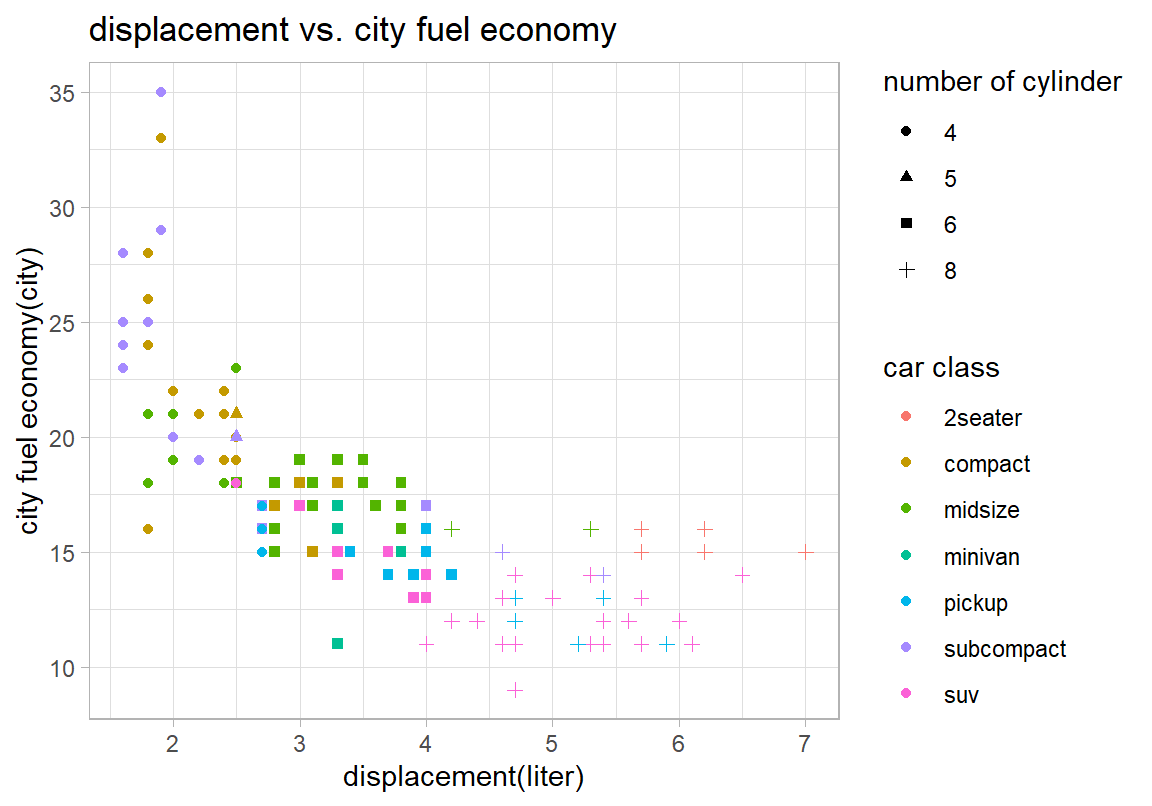 displacement vs. city fuel economy
city fuel economy(city)
35
30
25
20
15
10
2 3 4 5 6 7
displacement(liter)
number of cylinder
4
5
6
8
car class
2seater
compact
midsize
minivan
pickup
subcompact
suv